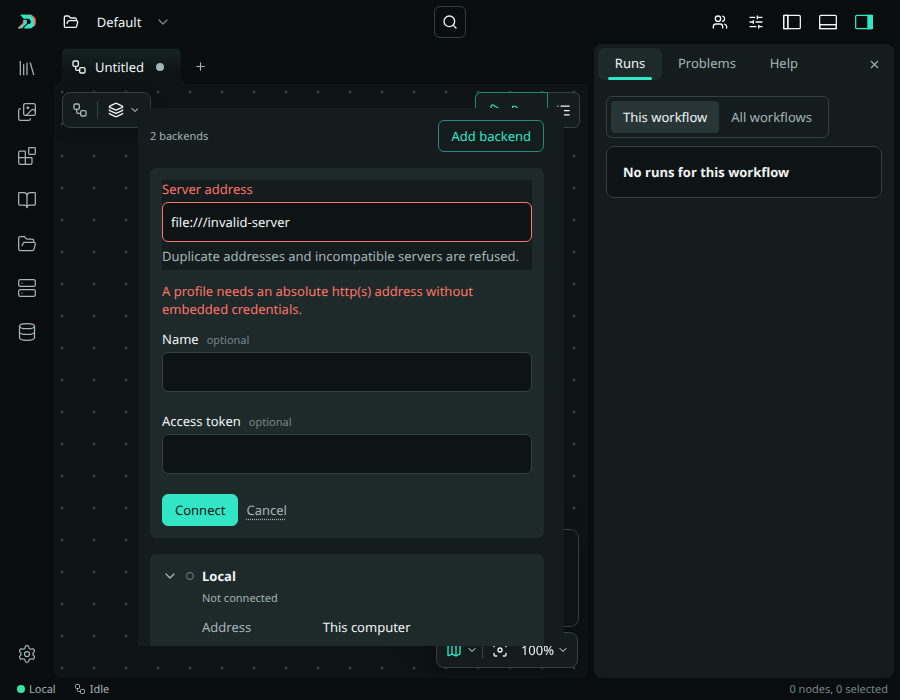 Default
Untitled
2 backends
Add backend
Server address
file:///invalid-server
Duplicate addresses and incompatible servers are refused.
A profile needs an absolute http(s) address without
embedded credentials.
Name optional
Access token optional
Connect
Cancel
Local
Not connected
Address
This computer
100%
Runs
Problems
Help
This workflow
All workflows
No runs for this workflow
Local
Idle
0 nodes, 0 selected